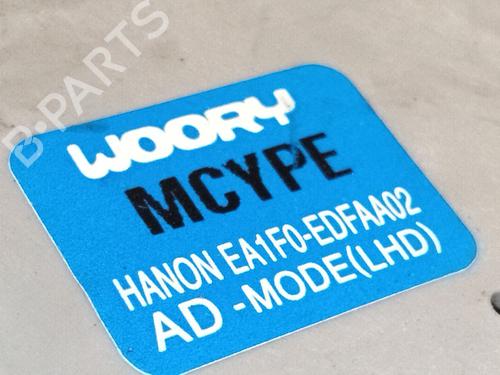 B-PARTS
WOORY
MCYPE
HANON EA1F0-EDFAA02
AD -MODE(LHD)